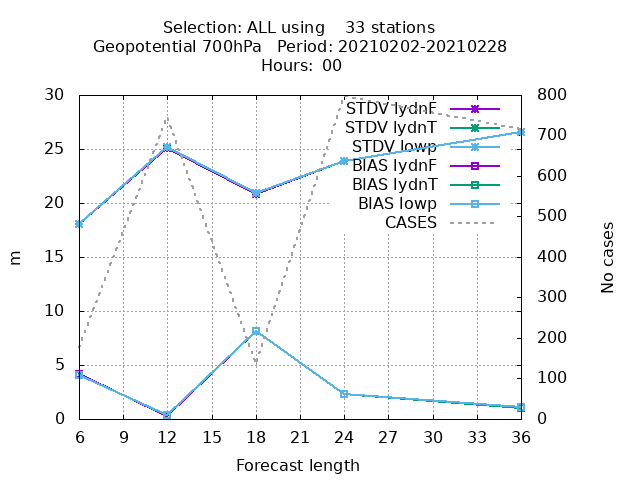 Selection: ALL using    33 stations
Geopotential 700hPa   Period: 20210202-20210228
Hours: 00
30
25
20
15
10
5
0
m
800
700
600
500
400
300
200
100
0
No cases
STDV lydnF
STDV lydnT
STDV lowp
BIAS lydnF
BIAS lydnT
BIAS lowp
CASES
6 9 12 15 18 21 24 27 30 33 36
Forecast length